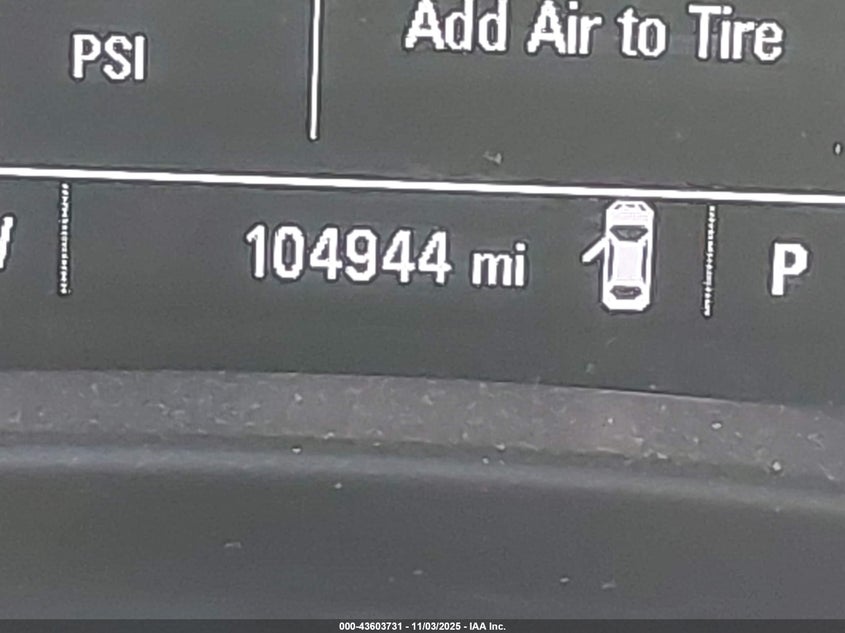 PSI
Add Air to Tire
104944 mi
P
000-43603731 - 11/03/2025 - IAA Inc.